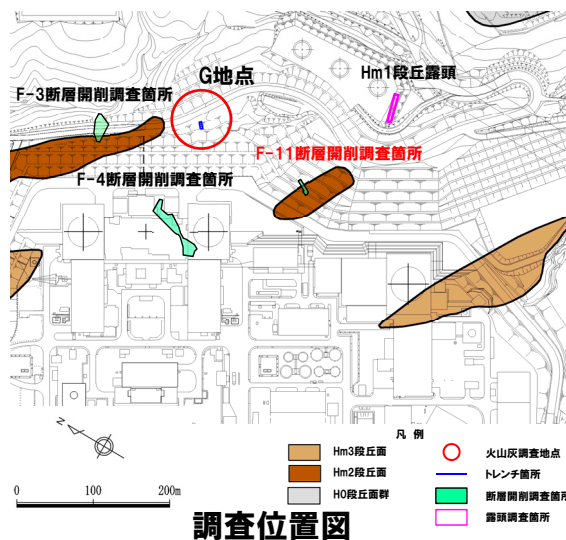 G地点
Hm1段丘露頭
F-3断層開削調査箇所
F-11断層開削調査箇所
F-4断層開削調査箇所
N
凡 例
Hm3段丘面
火山灰調査地点
Hm2段丘面
トレンチ箇所
H0段丘面群
断層開削調査箇所
露頭調査箇所
0 100 200m
調査位置図